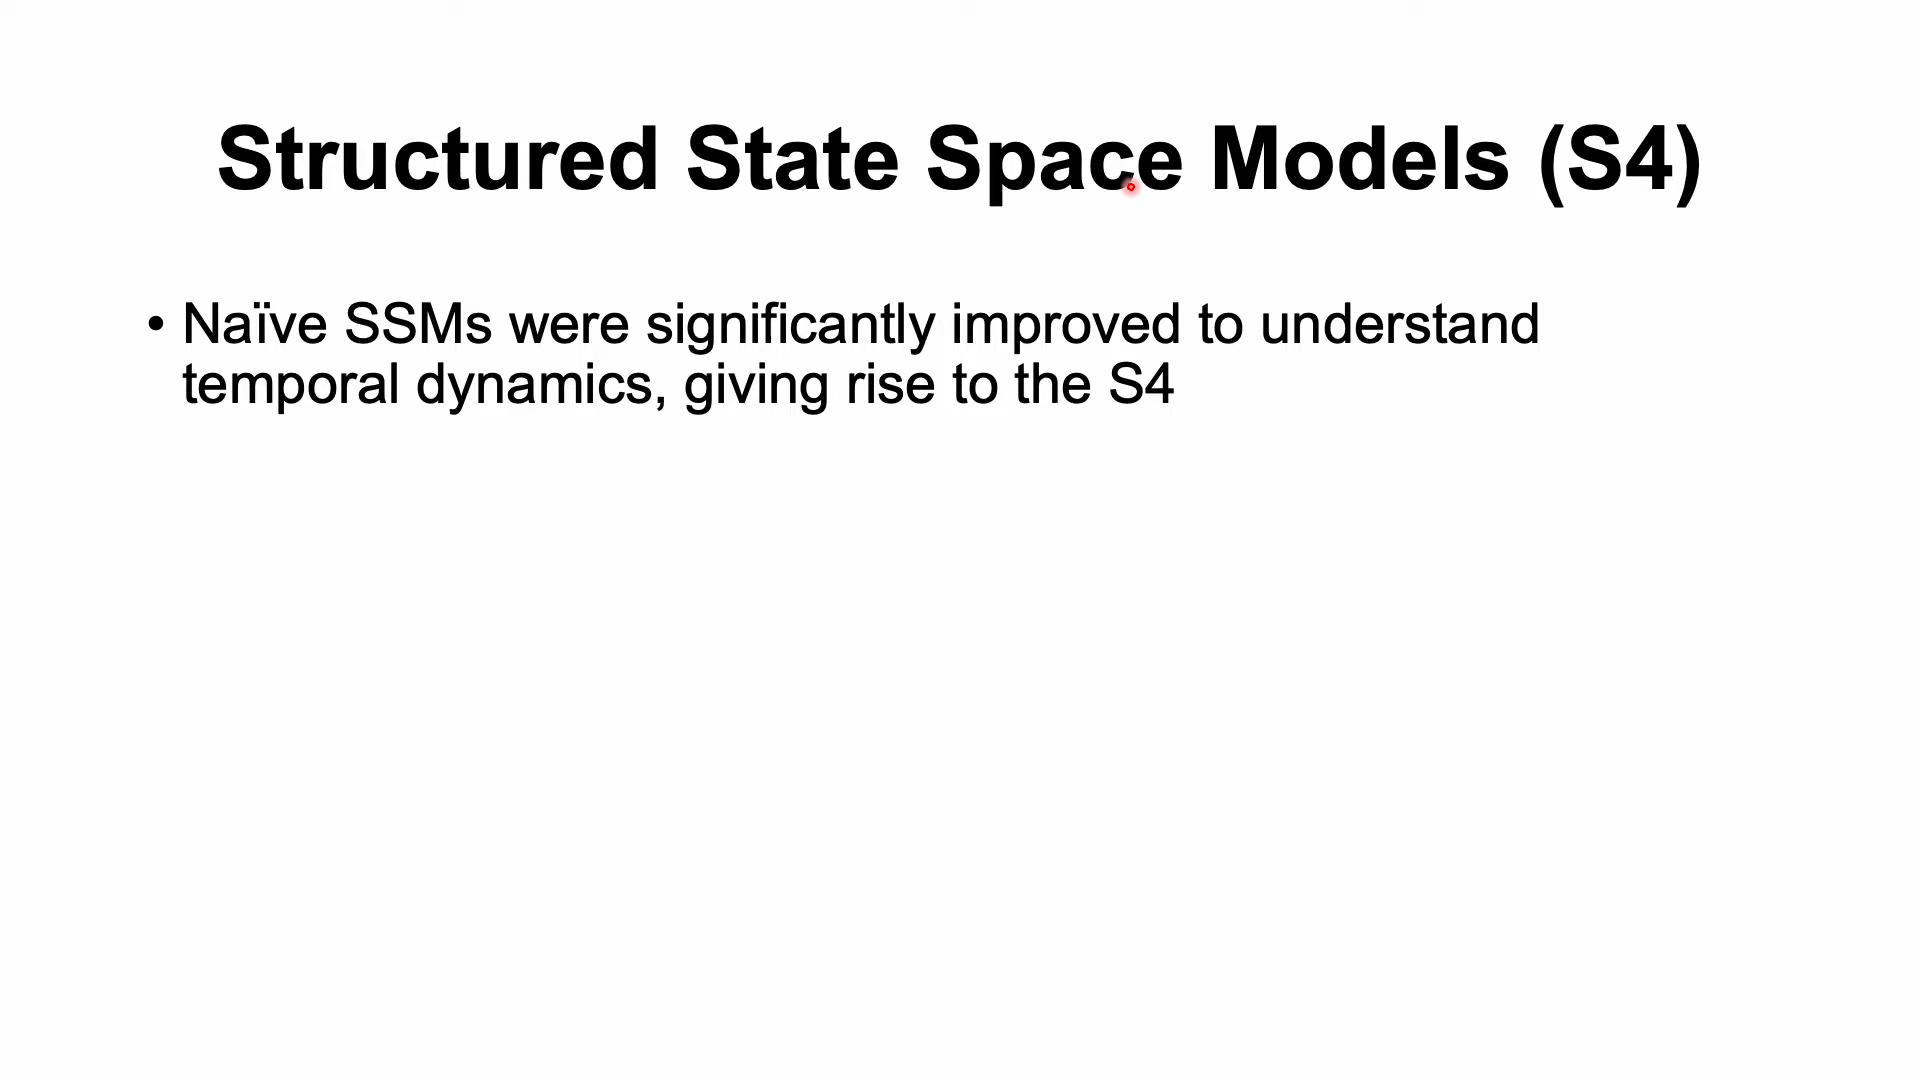 Structured State Space Models (S4)
• Naïve SSMs were significantly improved to understand
temporal dynamics, giving rise to the S4